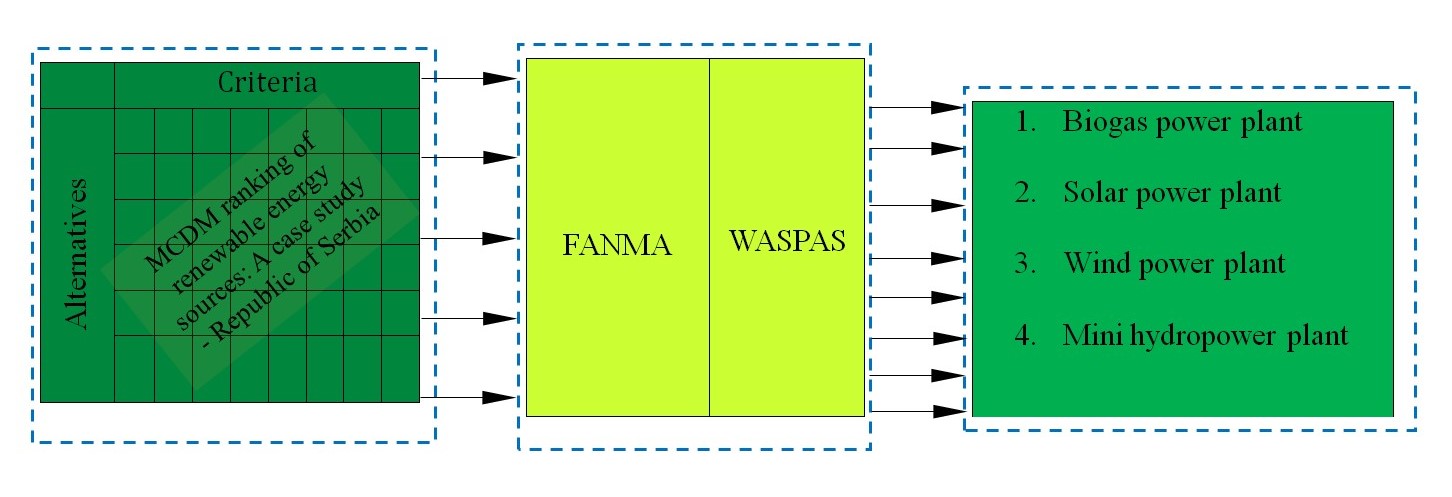 Criteria
Alternatives
MCDM ranking of
renewable energy
sources: A case study
- Republic of Serbia
FANMA
WASPAS
1. Biogas power plant
2. Solar power plant
3. Wind power plant
4. Mini hydropower plant